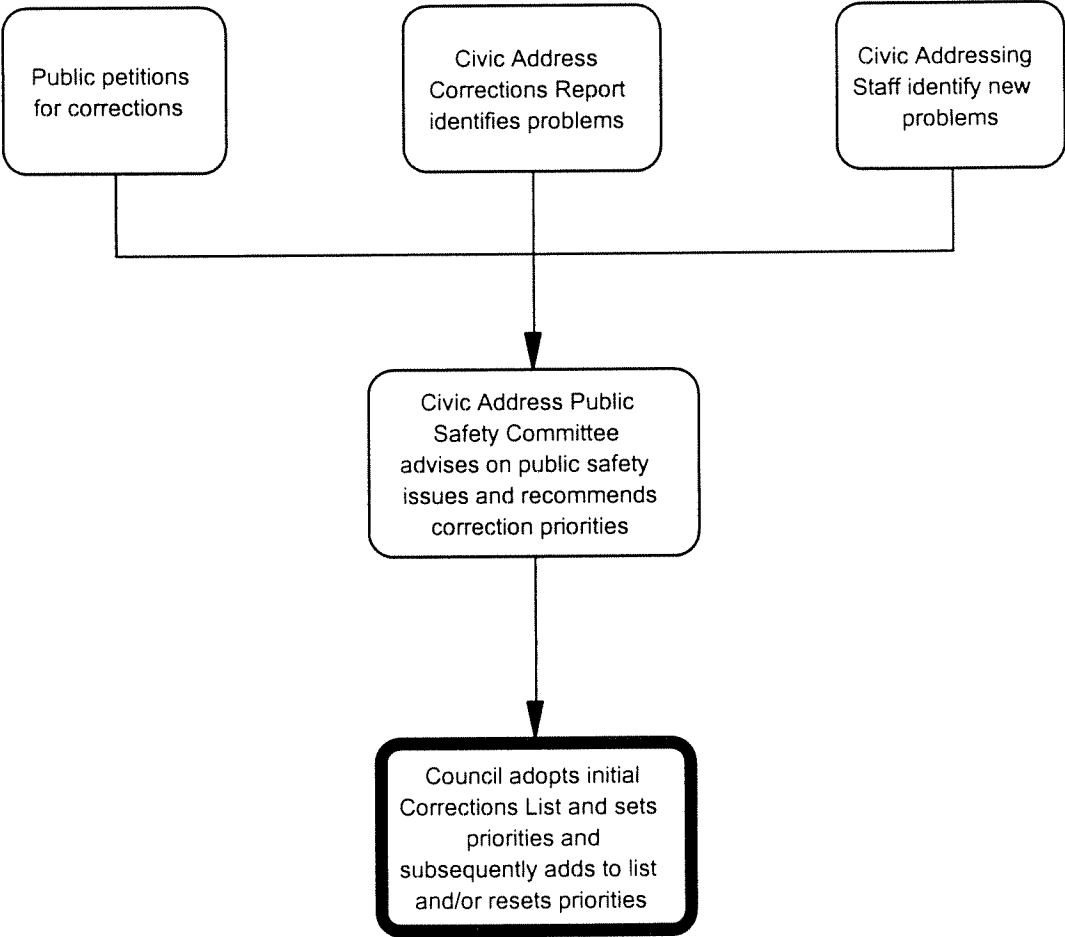 Public petitions
for corrections
Civic Address
Corrections Report
identifies problems
Civic Addressing
Staff identify new
problems
Civic Address Public
Safety Committee
advises on public safety
issues and recommends
correction priorities
Council adopts initial
Corrections List and sets
priorities and
subsequently adds to list
and/or resets priorities